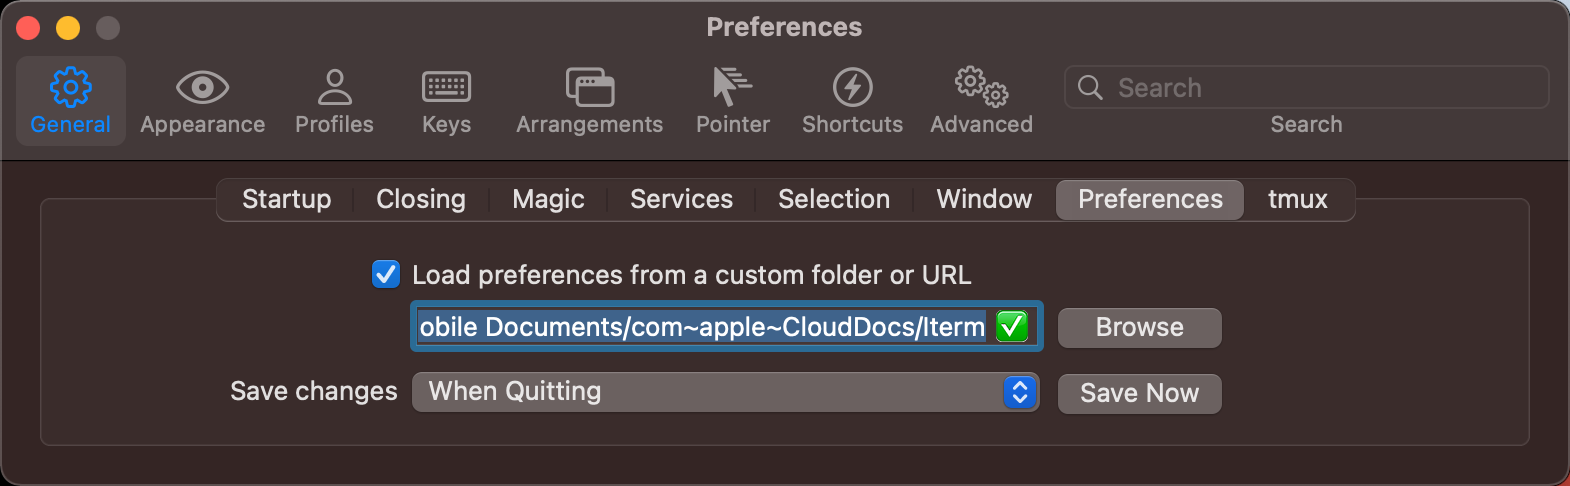 Preferences
General Appearance Profiles Keys Arrangements Pointer Shortcuts Advanced Search
Search
Startup Closing Magic Services Selection Window Preferences tmux
Load preferences from a custom folder or URL
obile Documents/com~apple~CloudDocs/Iterm Browse
Save changes When Quitting Save Now